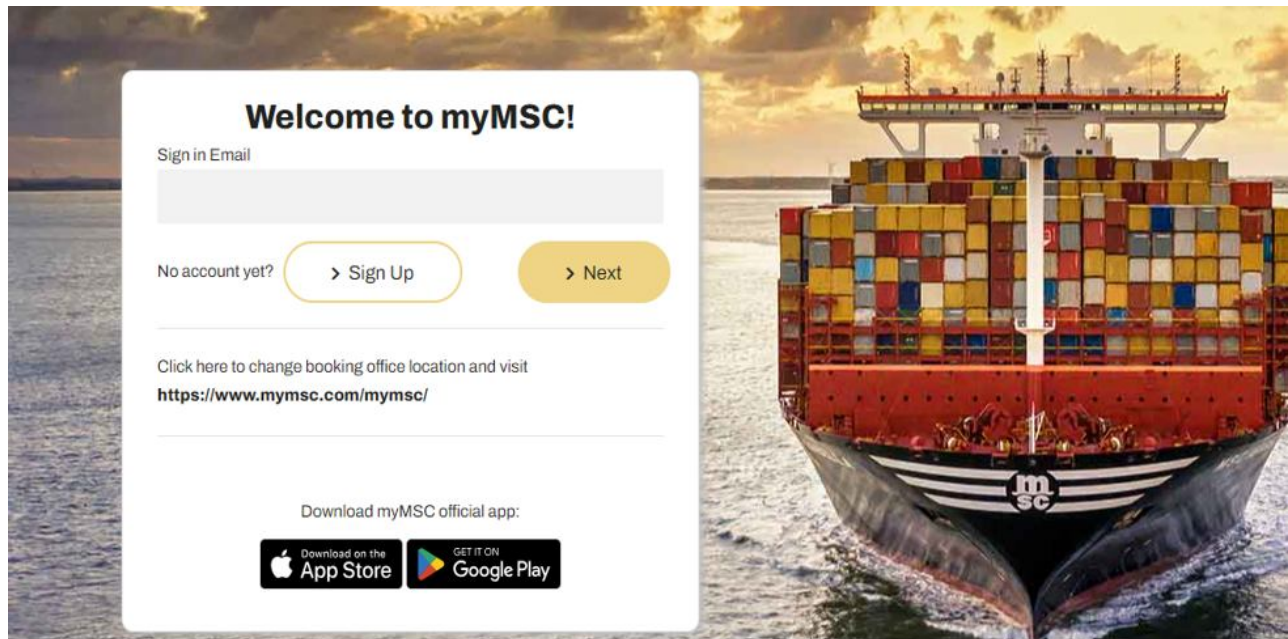 Welcome to myMSC!
Sign in Email
No account yet?
> Sign Up
> Next
Click here to change booking office location and visit
https://www.mymsc.com/mymsc/
Download myMSC official app:
Download on the
App Store
GET IT ON
Google Play
m
sc